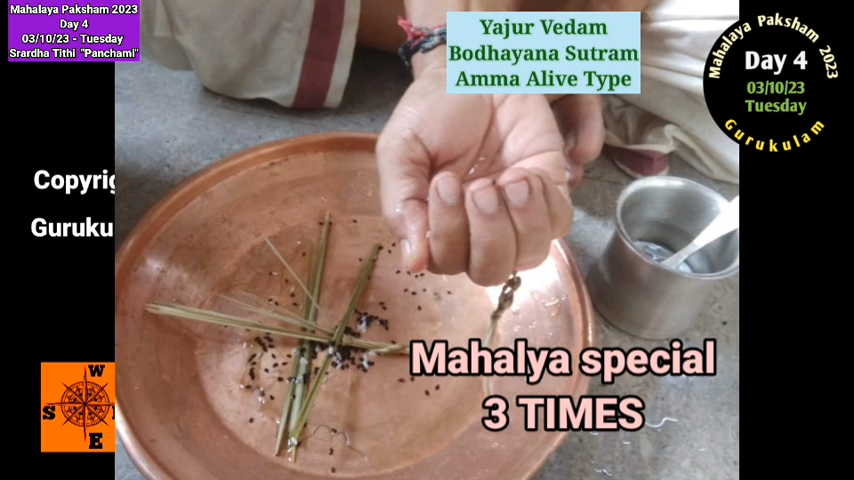 Mahalaya Paksham 2023
Day 4
03/10/23 - Tuesday
Srardha Tithi "Panchami"
Yajur Vedam
Bodhayana Sutram
Amma Alive Type
Mahalaya Paksham 2023
Day 4
03/10/23
Tuesday
Gurukulam
Copyrig
Guruku
W
S
E
Mahalya special
3 TIMES